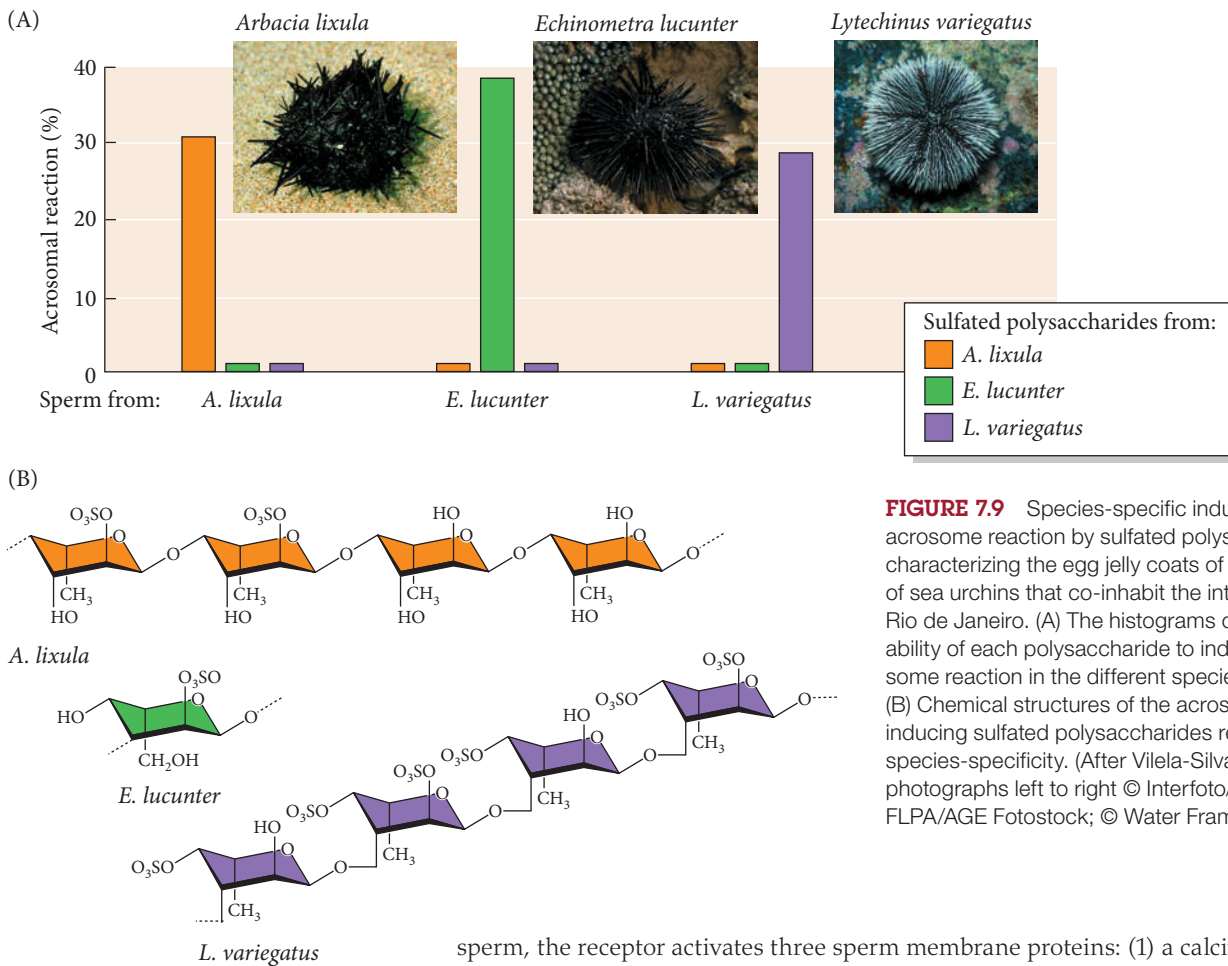 (A)
Arbacia lixula
Echinometra lucunter
Lytechinus variegatus
Acrosomal reaction (%)
40
30
20
10
0
Sperm from:
A. lixula
E. lucunter
L. variegatus
Sulfated polysaccharides from:
A. lixula
E. lucunter
L. variegatus
(B)
O₃SO
O
O
CH₃
HO
O₃SO
O
O
CH₃
HO
HO
O
O
CH₃
HO
HO
O
O
CH₃
HO
A. lixula
O₃SO
HO
O
O
CH₂OH
E. lucunter
O₃SO
O₃SO
O
O
CH₃
HO
O₃SO
O
O
CH₃
O₃SO
O₃SO
O
O
CH₃
HO
O₃SO
O
O
CH₃
L. variegatus
FIGURE 7.9 Species-specific indu
acrosome reaction by sulfated polys
characterizing the egg jelly coats of
of sea urchins that co-inhabit the int
Rio de Janeiro. (A) The histograms c
ability of each polysaccharide to ind
some reaction in the different specie
(B) Chemical structures of the acros
inducing sulfated polysaccharides re
species-specificity. (After Vilela-Silva
photographs left to right © Interfoto/
FLPA/AGE Fotostock; © Water Fram
sperm, the receptor activates three sperm membrane proteins: (1) a calci